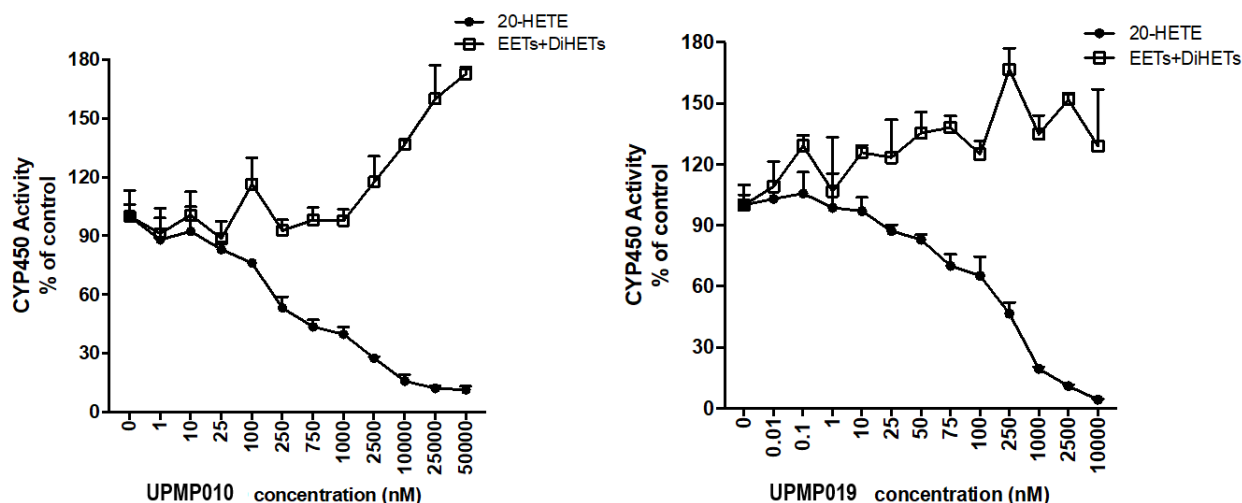 20-HETE
EETs+DiHETs
180
150
120
90
60
30
0
CYP450 Activity
% of control
0 1 10 25 100 250 750 1000 2500 10000 25000 50000
UPMP010 concentration (nM)
20-HETE
EETs+DiHETs
180
150
120
90
60
30
0
CYP450 Activity
% of control
0 0.01 0.1 1 10 25 50 75 100 250 1000 2500 10000
UPMP019 concentration (nM)